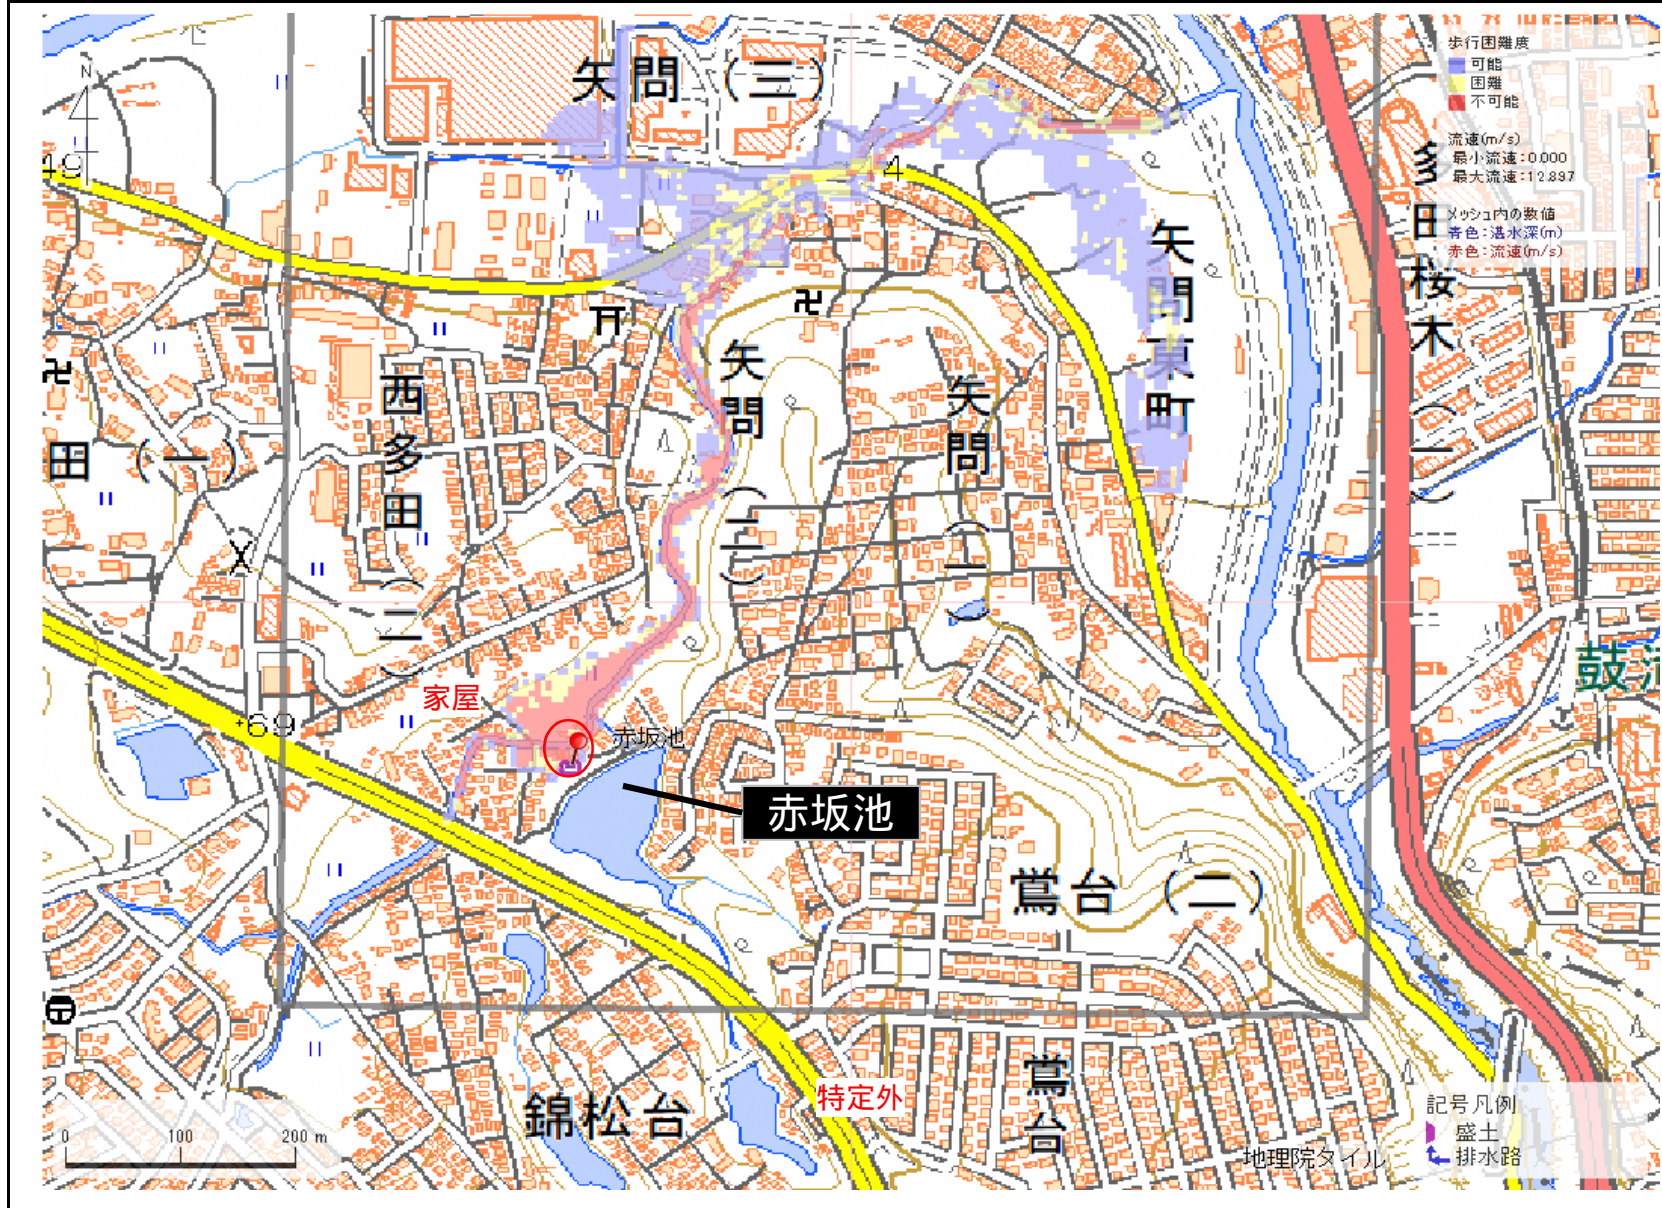 矢問（三）
歩行困難度
可能
困難
不可能
流速(m/s)
最小流速：0.000
最大流速：12.897
メッシュ内の数値
青色：湛水深(m)
赤色：流速(m/s)
N
49
4
矢問東町
多田桜木（一）
西多田（二）
矢問（二）
矢問（一）
田（一）
鼓滝
家屋
69
赤坂池
赤坂池
鴬台（二）
鴬台
錦松台
特定外
0 100 200 m
地理院タイル
記号凡例
盛土
排水路